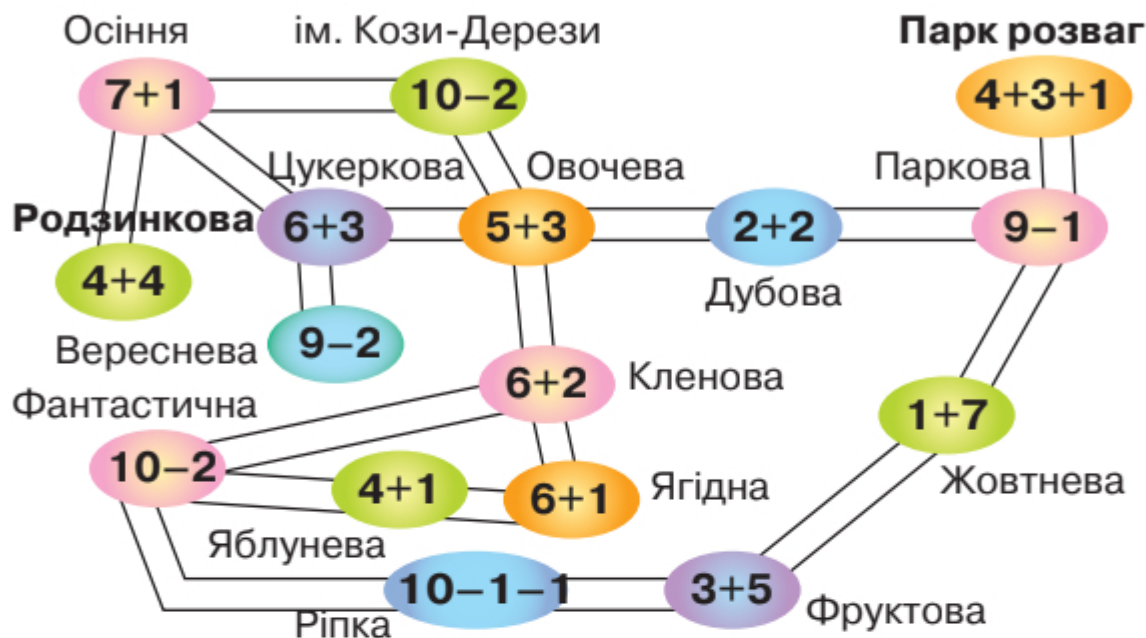 Осіння
ім. Кози-Дерези
Парк розваг
7+1
10−2
4+3+1
Цукеркова
Овочева
Паркова
Родзинкова
6+3
5+3
2+2
9−1
4+4
Дубова
Вереснева
9−2
6+2
Кленова
Фантастична
1+7
10−2
4+1
6+1
Ягідна
Жовтнева
Яблунева
10−1−1
3+5
Фруктова
Ріпка